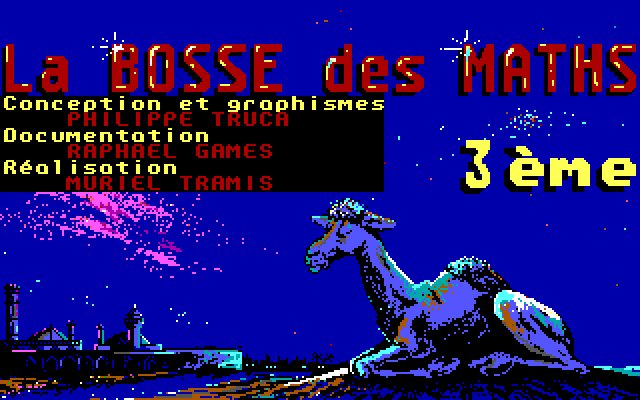 La BOSSE des MATHS
Conception et graphismes
PHILIPPE TRUCA
Documentation
RAPHAEL GAMES
Réalisation
MURIEL TRAMIS
3ème